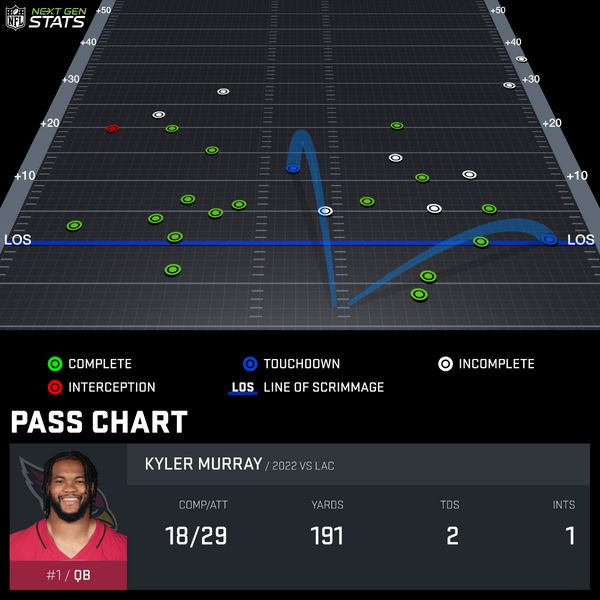 NFL NEXT GEN
STATS
+50 +50
+40 +40
+30 +30
+20 +20
+10 +10
LOS LOS
COMPLETE TOUCHDOWN INCOMPLETE
INTERCEPTION LOS LINE OF SCRIMMAGE
PASS CHART
KYLER MURRAY / 2022 VS LAC
COMP/ATT YARDS TDS INTS
18/29 191 2 1
#1 / QB